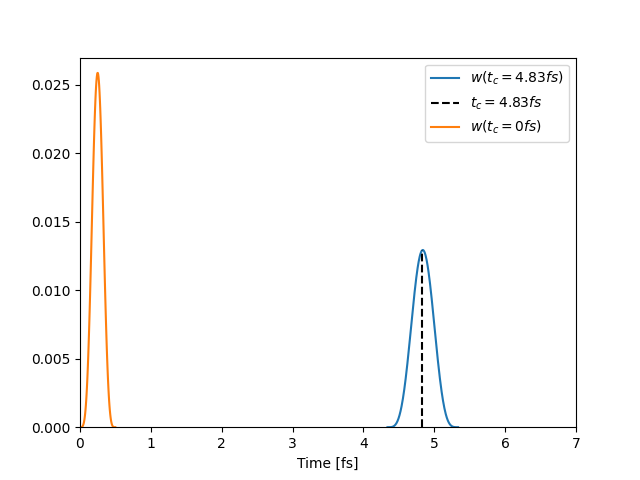 0.025
0.020
0.015
0.010
0.005
0.000
w(t_c = 4.83fs)
t_c = 4.83fs
w(t_c = 0fs)
0 1 2 3 4 5 6 7
Time [fs]